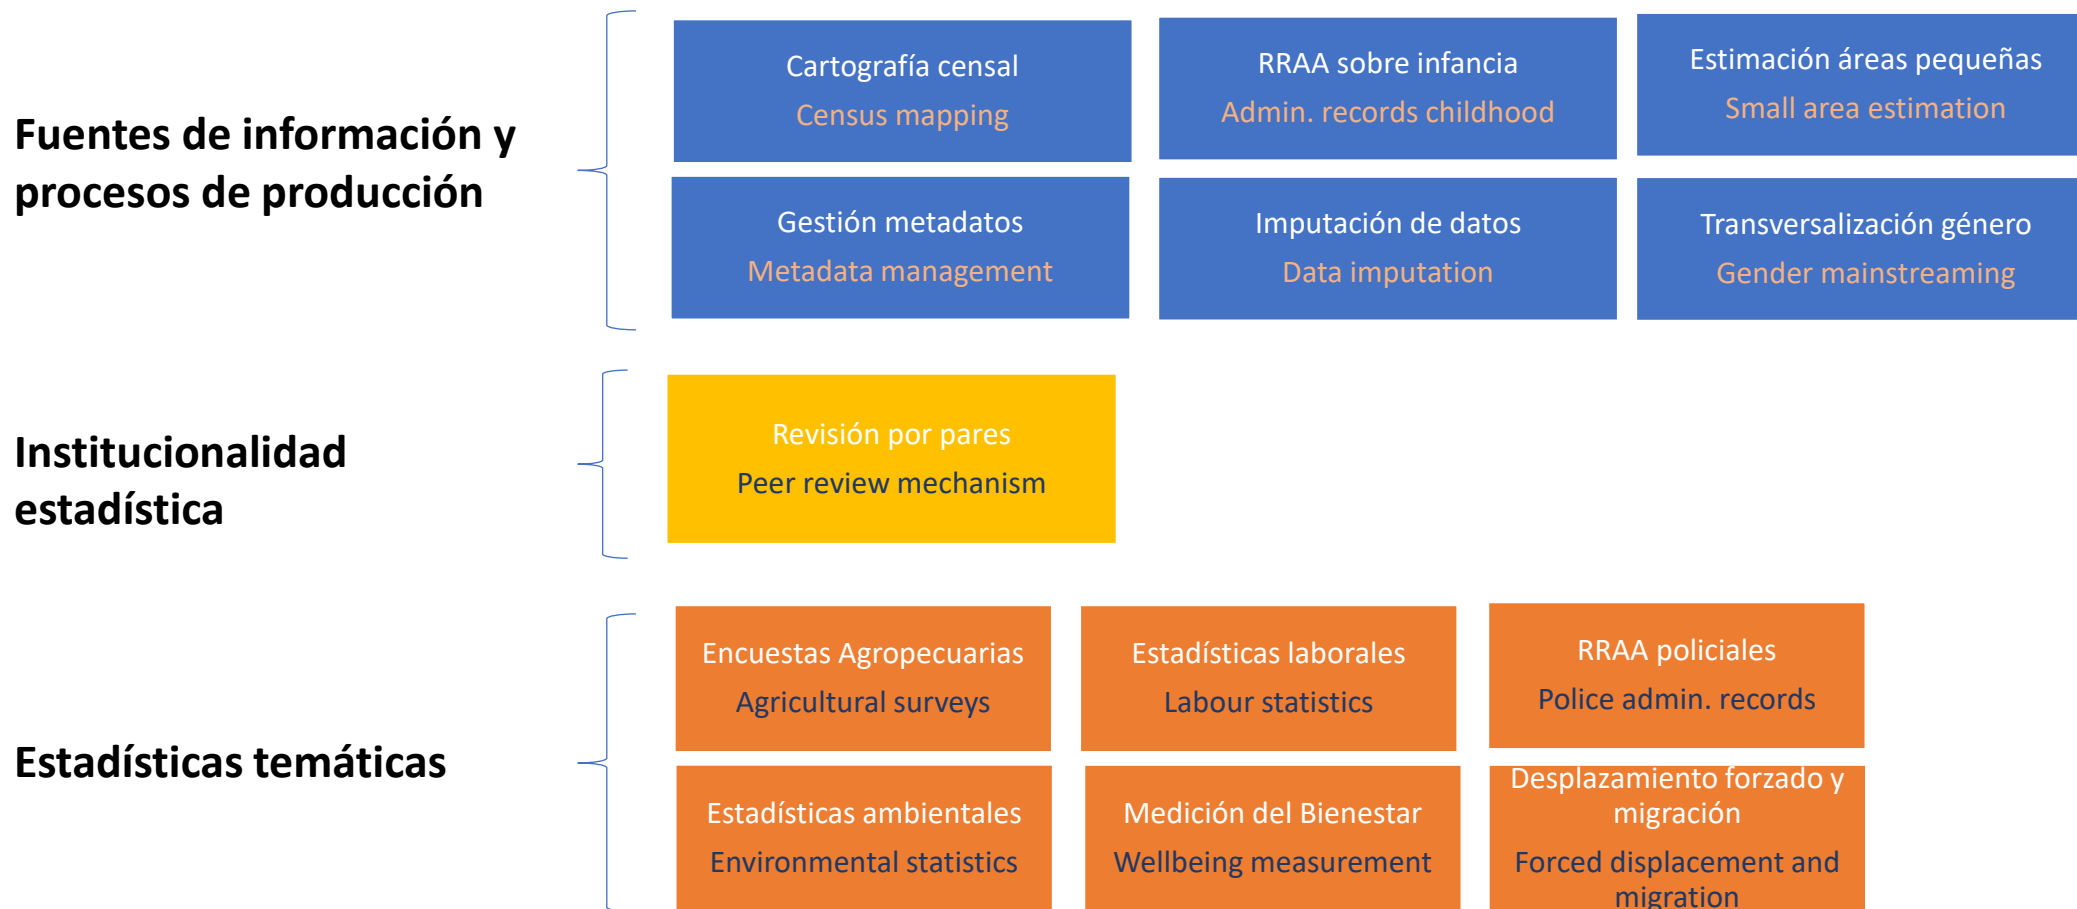 Fuentes de información y
procesos de producción
Cartografía censal
Census mapping
RRAA sobre infancia
Admin. records childhood
Estimación áreas pequeñas
Small area estimation
Gestión metadatos
Metadata management
Imputación de datos
Data imputation
Transversalización género
Gender mainstreaming
Institucionalidad
estadística
Revisión por pares
Peer review mechanism
Estadísticas temáticas
Encuestas Agropecuarias
Agricultural surveys
Estadísticas laborales
Labour statistics
RRAA policiales
Police admin. records
Estadísticas ambientales
Environmental statistics
Medición del Bienestar
Wellbeing measurement
Desplazamiento forzado y
migración
Forced displacement and
migration